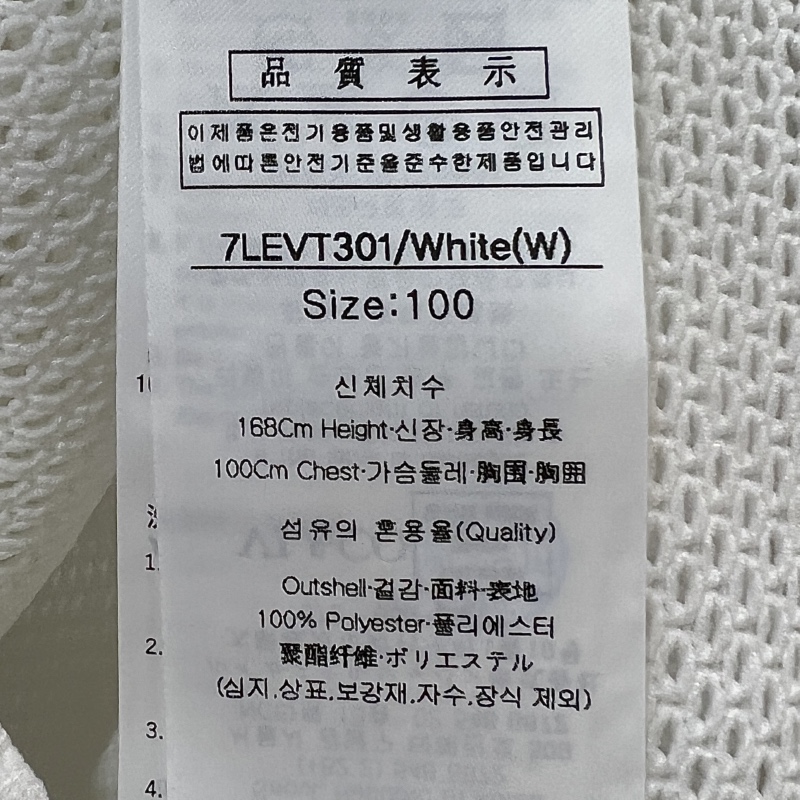 品質表示
이제품은전기용품및생활용품안전관리
법에따른안전기준을준수한제품입니다
7LEVT301/White(W)
Size:100
신체치수
168Cm Height·신장·身高·身長
100Cm Chest·가슴둘레·胸围·胸囲
섬유의 혼용율(Quality)
Outshell·겉감·面料·表地
100% Polyester·폴리에스터
聚酯纤维·ポリエステル
(심지.상표.보강재.자수.장식 제외)
1.
2.
3.
4.